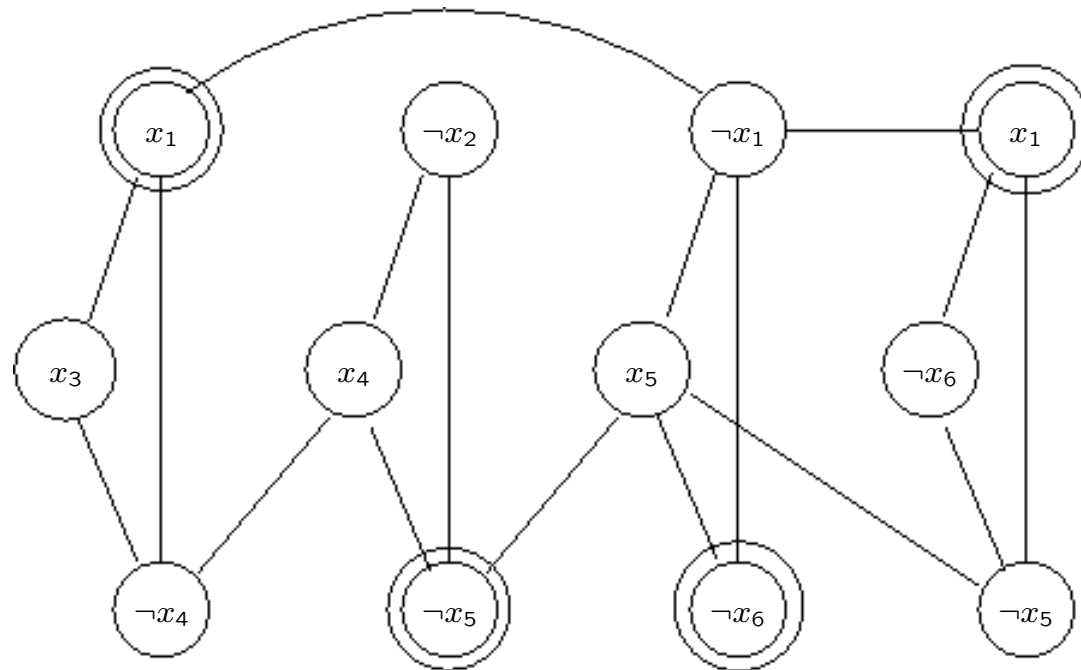 x₁ ¬x₂ ¬x₁ x₁
x₃ x₄ x₅ ¬x₆
¬x₄ ¬x₅ ¬x₆ ¬x₅